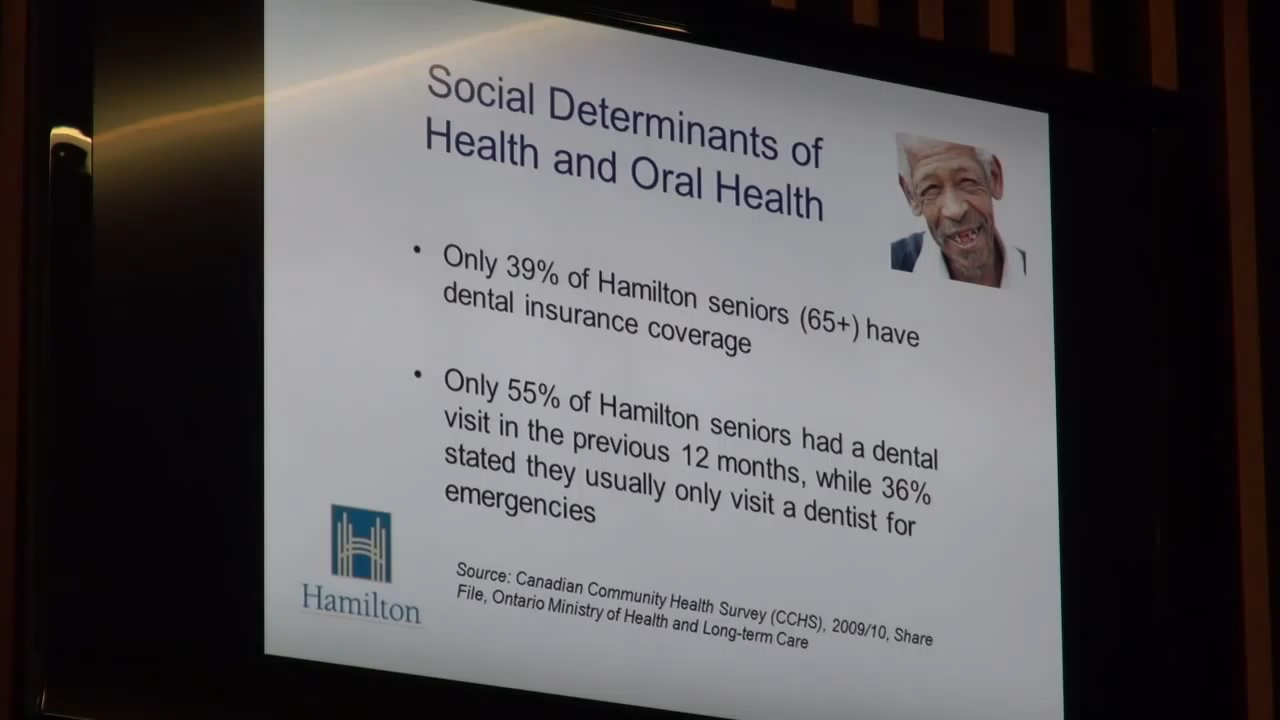 Social Determinants of
Health and Oral Health
• Only 39% of Hamilton seniors (65+) have
dental insurance coverage
• Only 55% of Hamilton seniors had a dental
visit in the previous 12 months, while 36%
stated they usually only visit a dentist for
emergencies
Source: Canadian Community Health Survey (CCHS), 2009/10, Share
File, Ontario Ministry of Health and Long-term Care
Hamilton